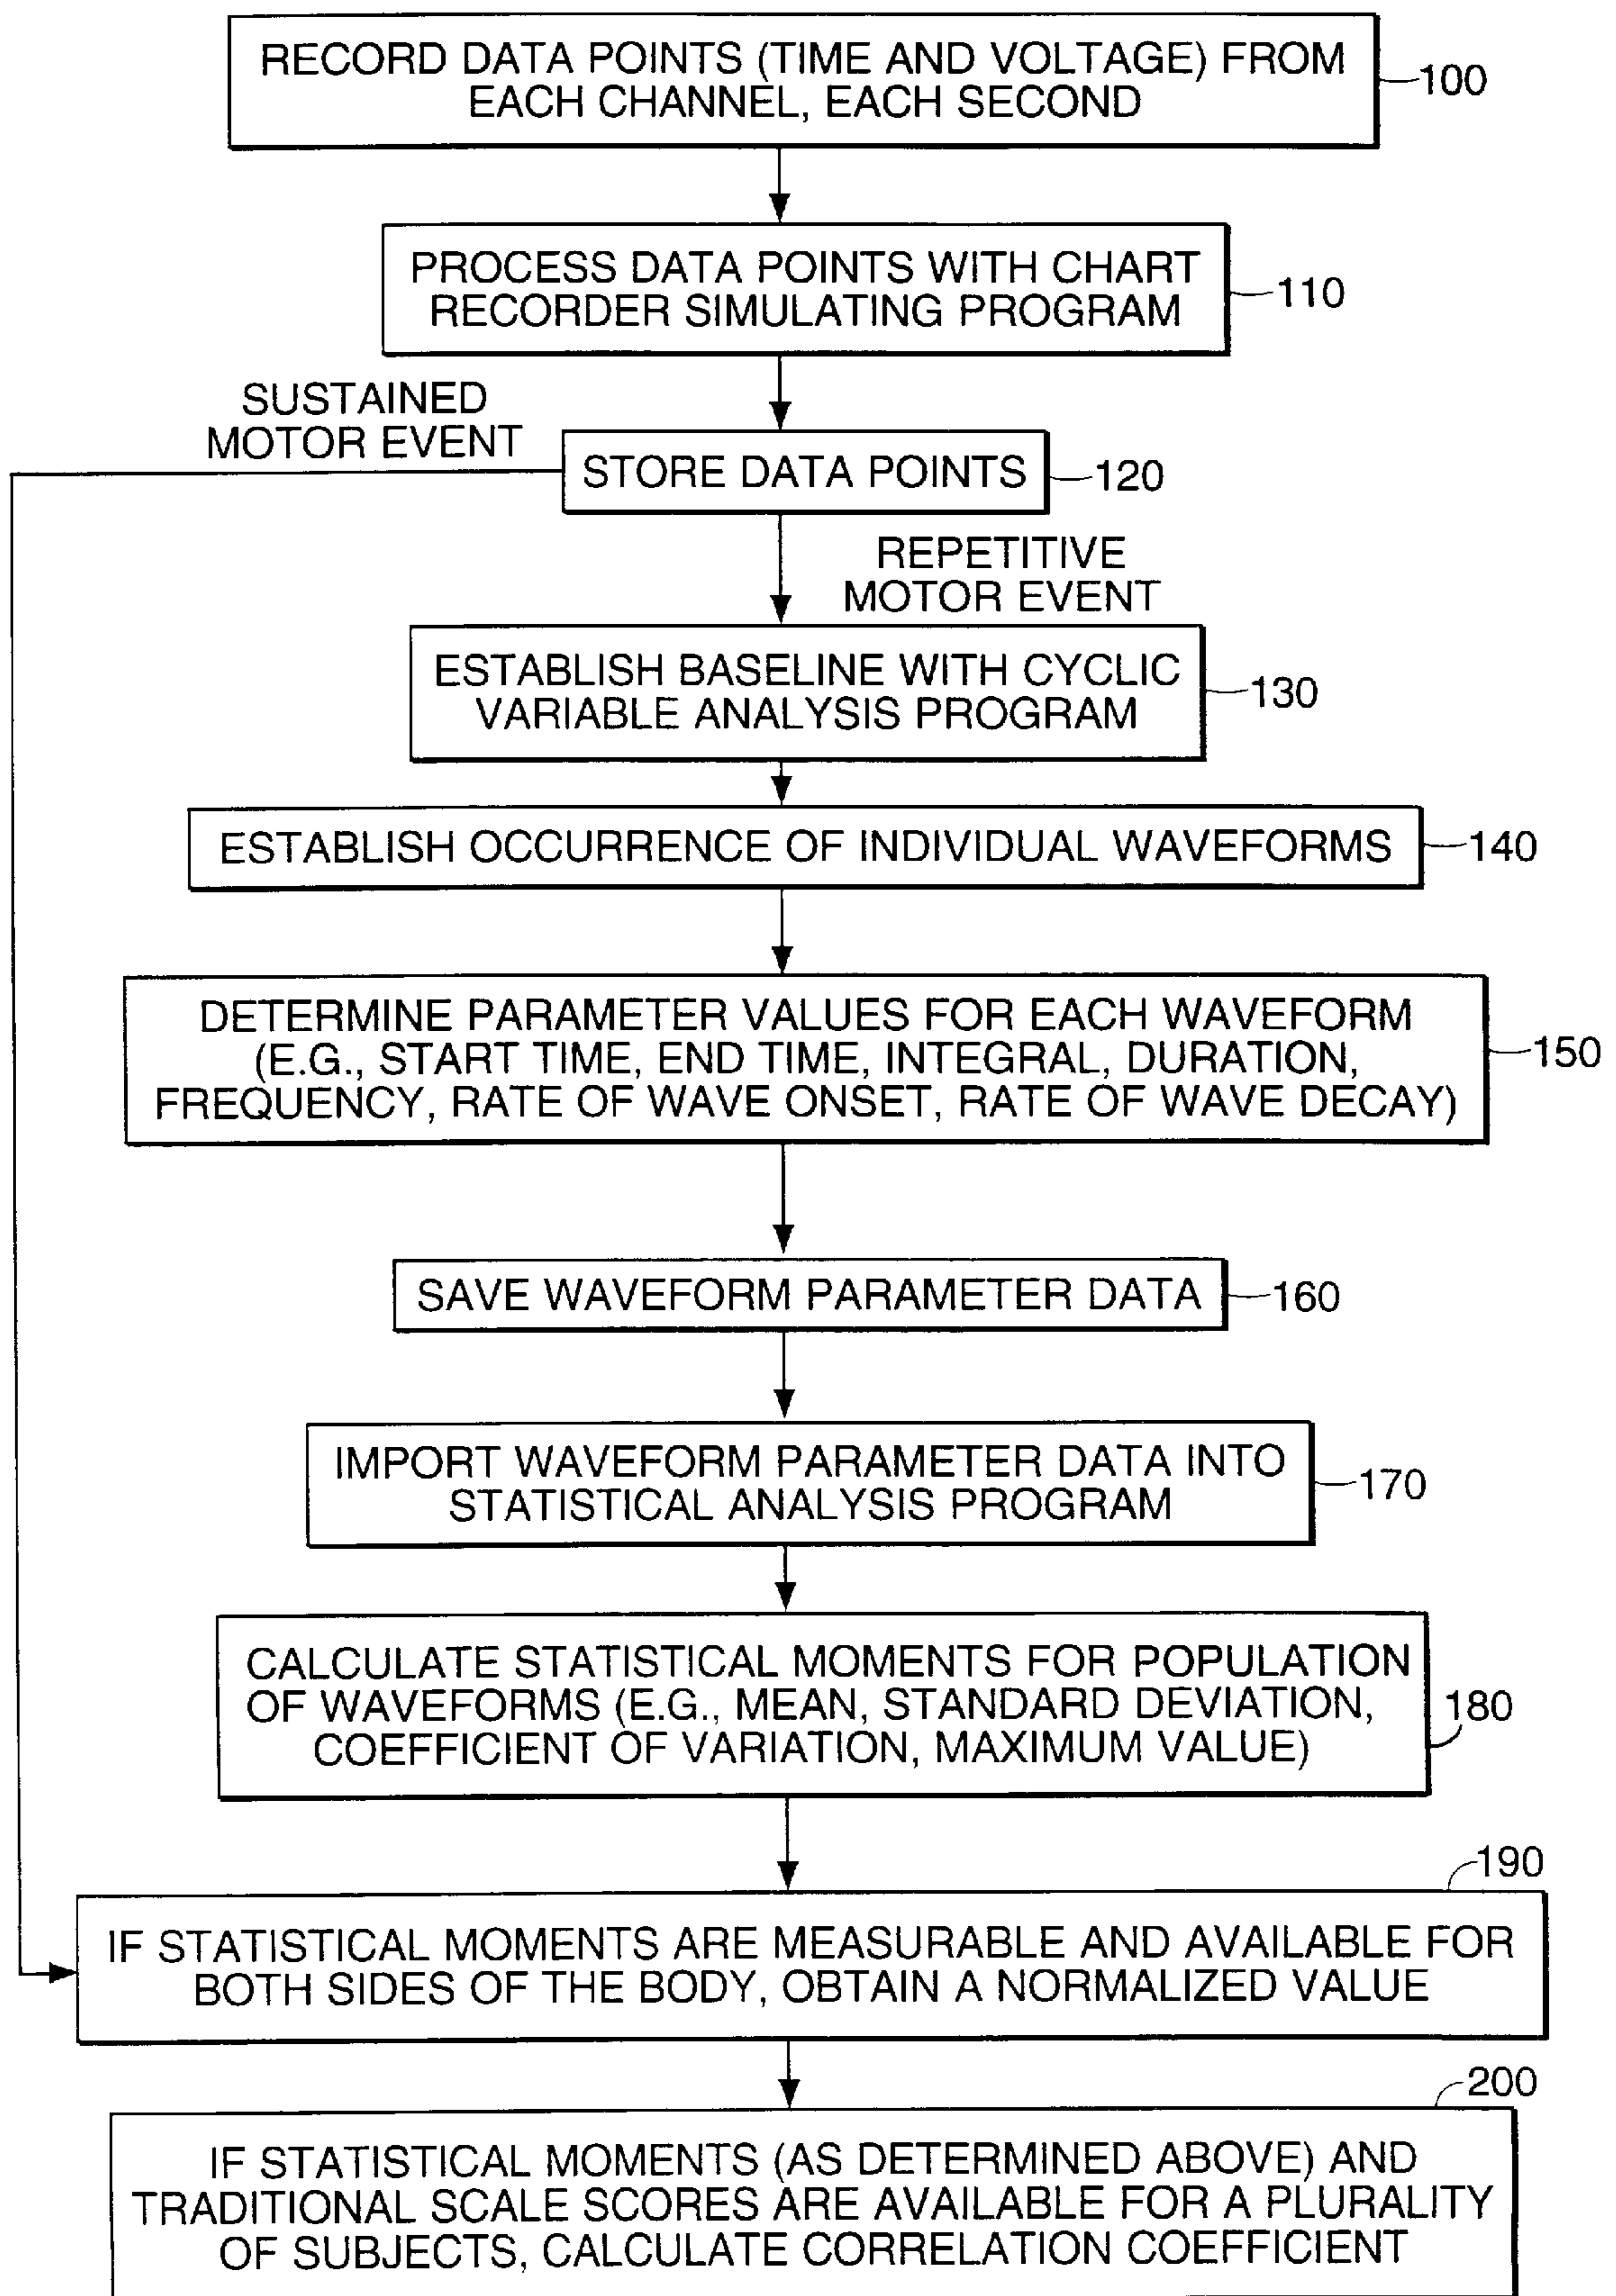 RECORD DATA POINTS (TIME AND VOLTAGE) FROM
EACH CHANNEL, EACH SECOND
100
PROCESS DATA POINTS WITH CHART
RECORDER SIMULATING PROGRAM
110
SUSTAINED
MOTOR EVENT
STORE DATA POINTS
120
REPETITIVE
MOTOR EVENT
ESTABLISH BASELINE WITH CYCLIC
VARIABLE ANALYSIS PROGRAM
130
ESTABLISH OCCURRENCE OF INDIVIDUAL WAVEFORMS
140
DETERMINE PARAMETER VALUES FOR EACH WAVEFORM
(E.G., START TIME, END TIME, INTEGRAL, DURATION,
FREQUENCY, RATE OF WAVE ONSET, RATE OF WAVE DECAY)
150
SAVE WAVEFORM PARAMETER DATA
160
IMPORT WAVEFORM PARAMETER DATA INTO
STATISTICAL ANALYSIS PROGRAM
170
CALCULATE STATISTICAL MOMENTS FOR POPULATION
OF WAVEFORMS (E.G., MEAN, STANDARD DEVIATION,
COEFFICIENT OF VARIATION, MAXIMUM VALUE)
180
190
IF STATISTICAL MOMENTS ARE MEASURABLE AND AVAILABLE FOR
BOTH SIDES OF THE BODY, OBTAIN A NORMALIZED VALUE
200
IF STATISTICAL MOMENTS (AS DETERMINED ABOVE) AND
TRADITIONAL SCALE SCORES ARE AVAILABLE FOR A PLURALITY
OF SUBJECTS, CALCULATE CORRELATION COEFFICIENT